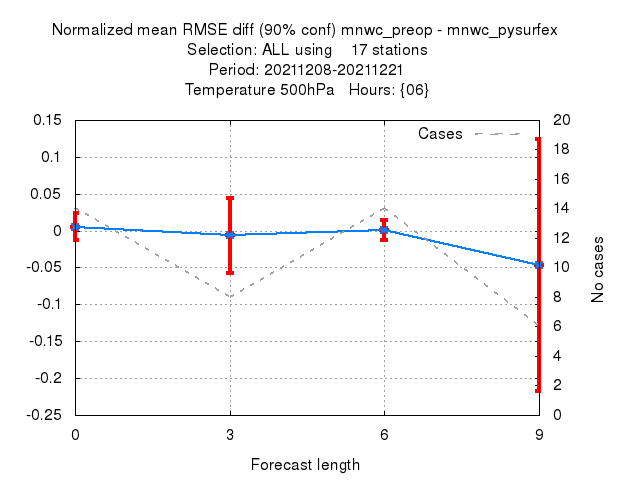 Normalized mean RMSE diff (90% conf) mnwc_preop - mnwc_pysurfex
Selection: ALL using    17 stations
Period: 20211208-20211221
Temperature 500hPa   Hours: {06}
Cases
0.15
0.1
0.05
0
-0.05
-0.1
-0.15
-0.2
-0.25
20
18
16
14
12
10
8
6
4
2
0
No cases
0 3 6 9
Forecast length